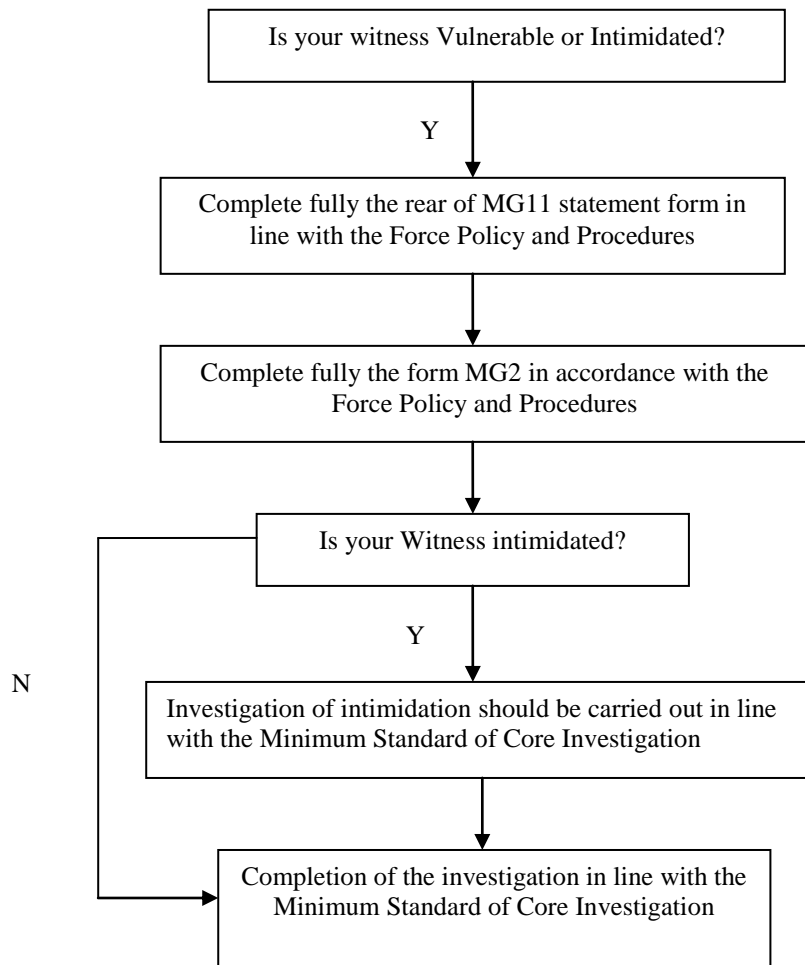 Is your witness Vulnerable or Intimidated?
Y
Complete fully the rear of MG11 statement form in
line with the Force Policy and Procedures
Complete fully the form MG2 in accordance with the
Force Policy and Procedures
Is your Witness intimidated?
Y
N
Investigation of intimidation should be carried out in line
with the Minimum Standard of Core Investigation
Completion of the investigation in line with the
Minimum Standard of Core Investigation